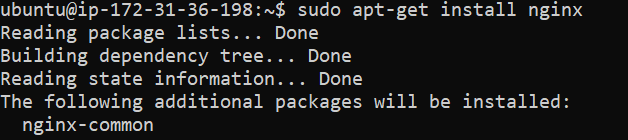 ubuntu@ip-172-31-36-198:~$ sudo apt-get install nginx
Reading package lists... Done
Building dependency tree... Done
Reading state information... Done
The following additional packages will be installed:
  nginx-common